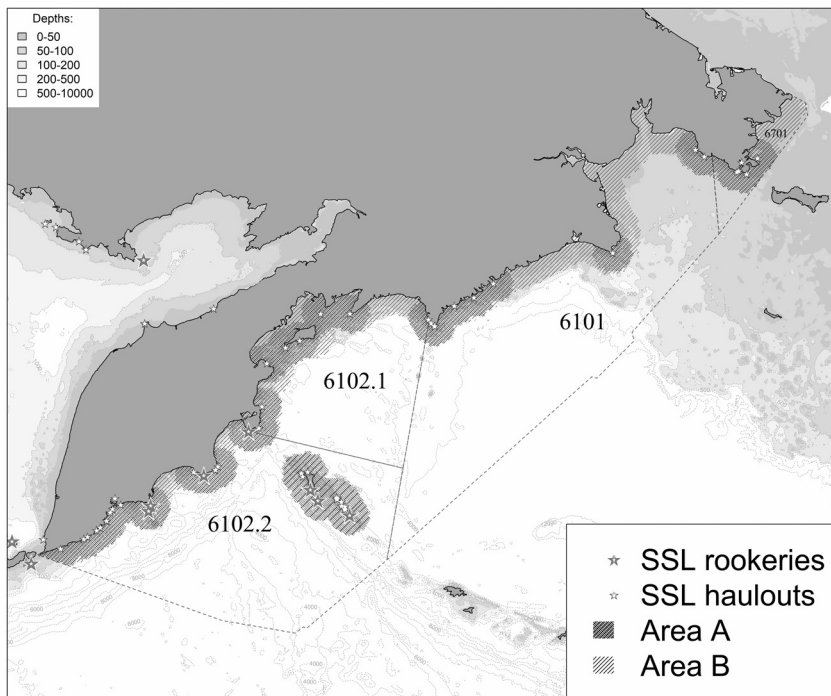 Depths:
0-50
50-100
100-200
200-500
500-10000
6701
6101
6102.1
6102.2
SSL rookeries
SSL haulouts
Area A
Area B